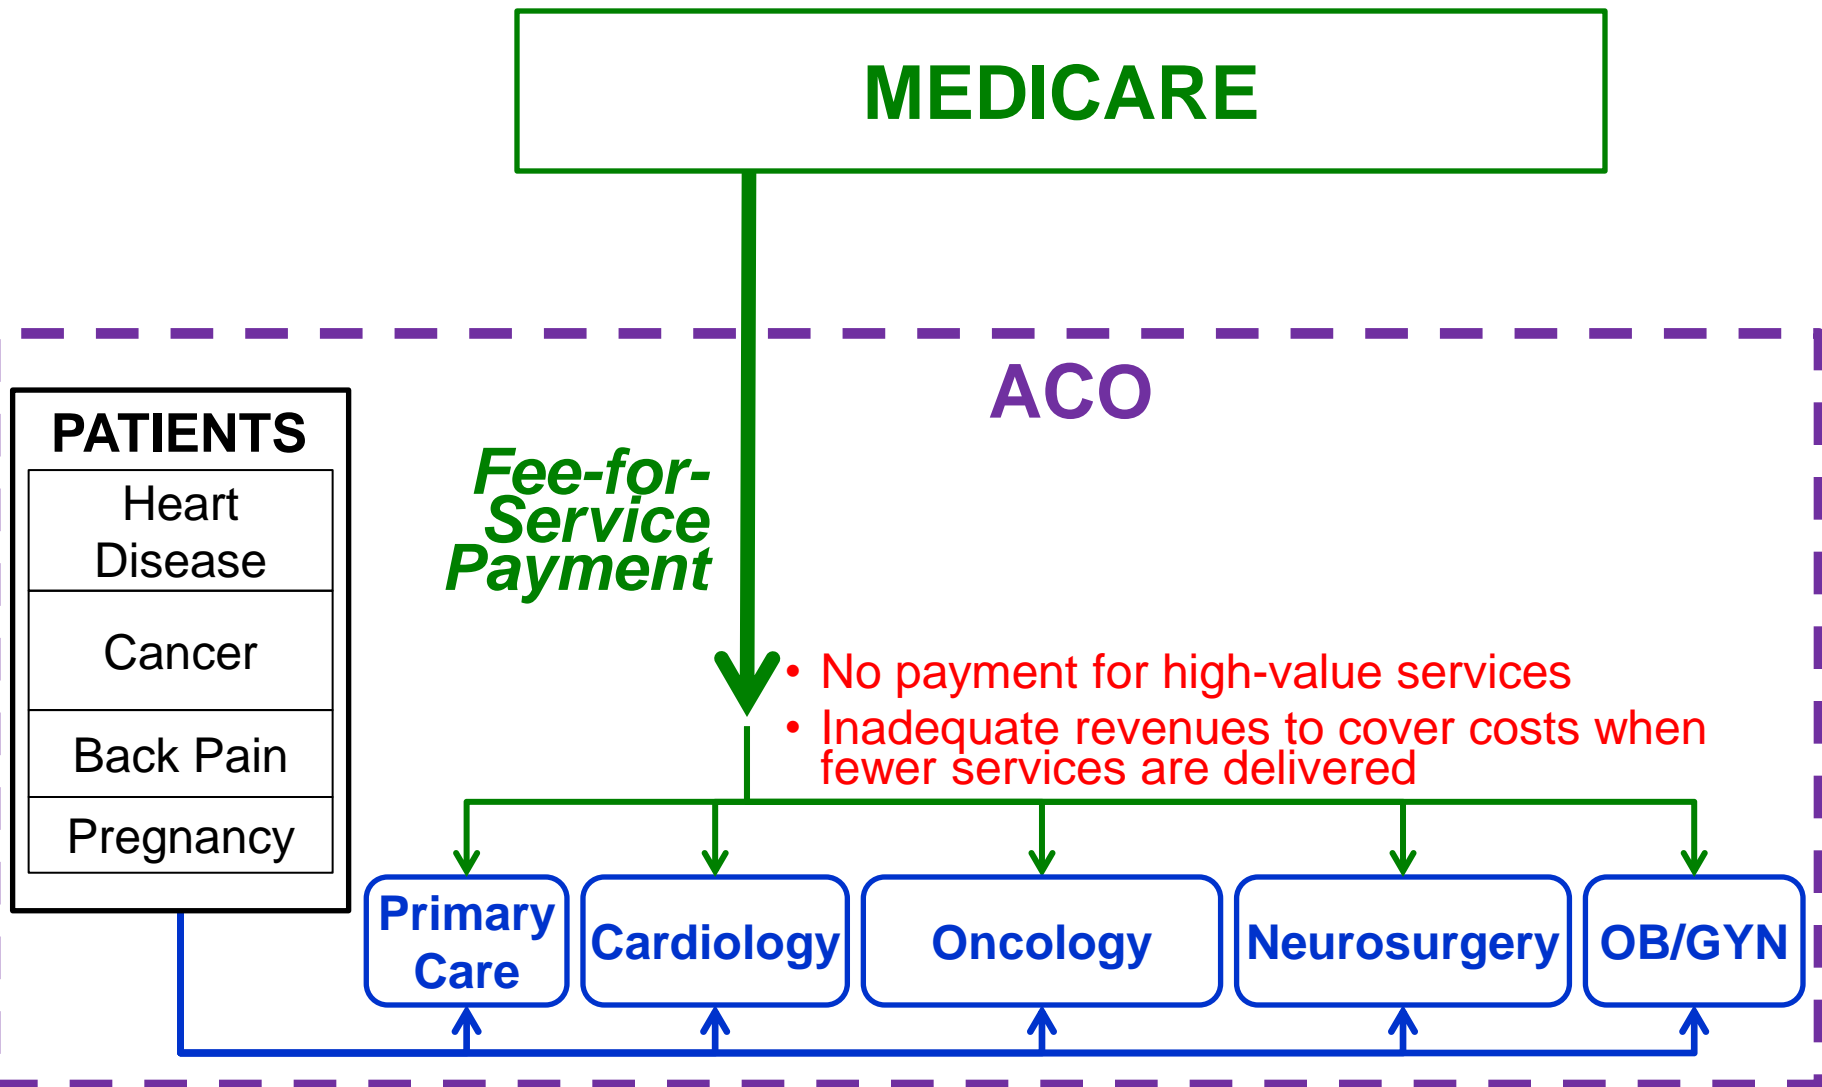 MEDICARE
ACO
PATIENTS
Heart
Disease
Cancer
Back Pain
Pregnancy
Fee-for-
Service
Payment
• No payment for high-value services
• Inadequate revenues to cover costs when
fewer services are delivered
Primary
Care
Cardiology
Oncology
Neurosurgery
OB/GYN